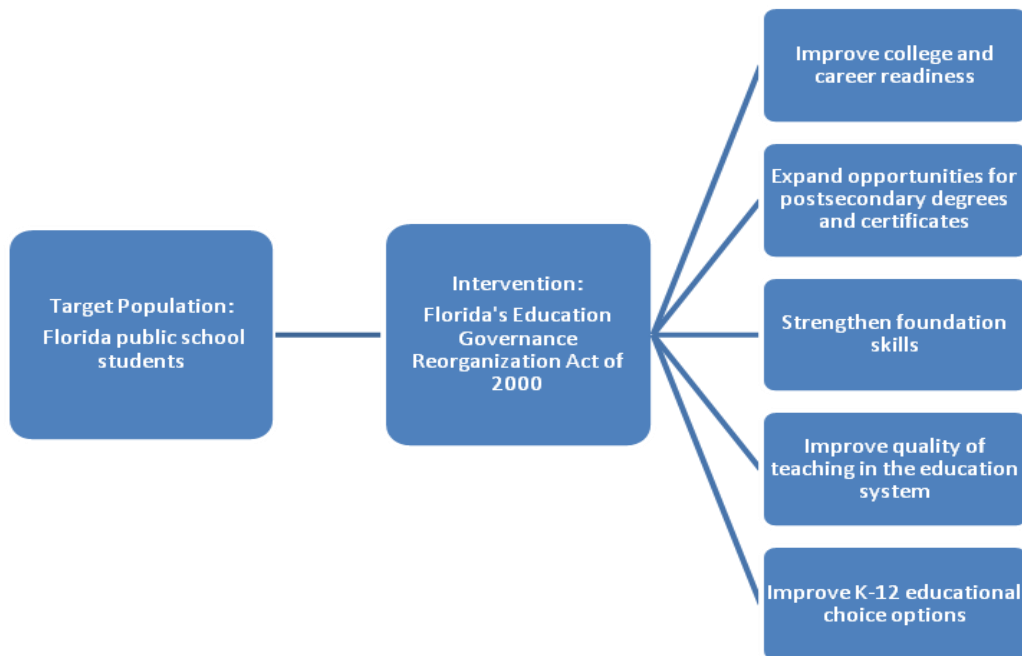 Target Population:
Florida public school
students
Intervention:
Florida's Education
Governance
Reorganization Act of
2000
Improve college and
career readiness
Expand opportunities for
postsecondary degrees
and certificates
Strengthen foundation
skills
Improve quality of
teaching in the education
system
Improve K-12 educational
choice options